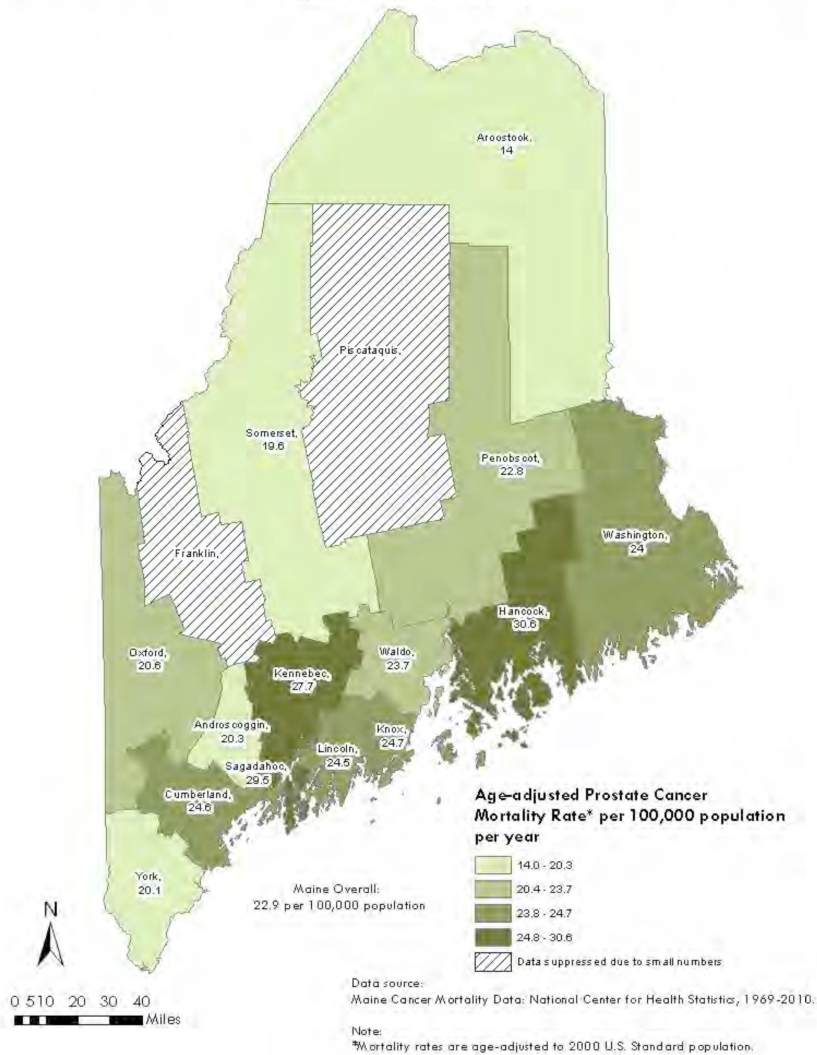 Aroostook,
14
Piscataquis,
Somerset,
19.6
Penobscot,
22.8
Washington,
24
Franklin,
Hancock,
30.6
Oxford,
20.6
Waldo,
23.7
Kennebec,
27.7
Androscoggin,
20.3
Knox,
24.7
Lincoln,
24.5
Sagadahoc,
29.5
Cumberland,
24.6
York,
20.1
Maine Overall:
22.9 per 100,000 population
Age-adjusted Prostate Cancer
Mortality Rate* per 100,000 population
per year
14.0 - 20.3
20.4 - 23.7
23.8 - 24.7
24.8 - 30.6
Data suppressed due to small numbers
N
0 5 10 20 30 40
Miles
Data source:
Maine Cancer Mortality Data: National Center for Health Statistics, 1969-2010.
Note:
*Mortality rates are age-adjusted to 2000 U.S. Standard population.